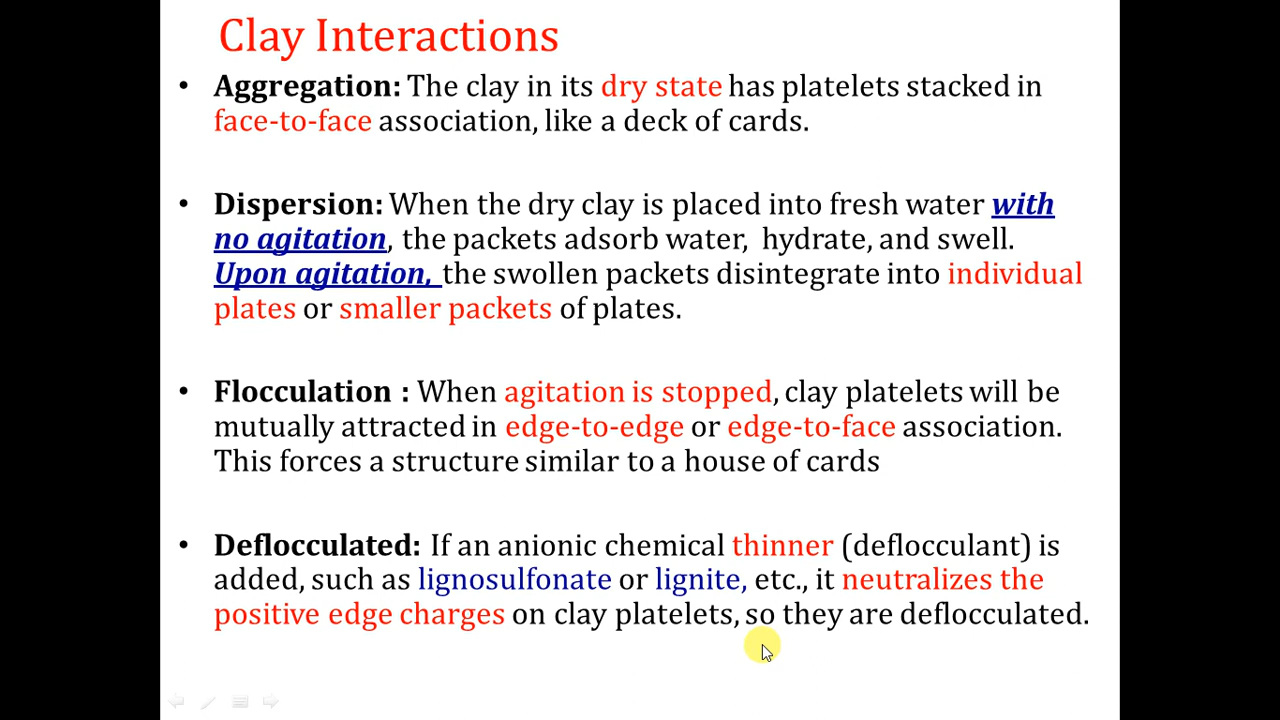 Clay Interactions
• Aggregation: The clay in its dry state has platelets stacked in
face-to-face association, like a deck of cards.
• Dispersion: When the dry clay is placed into fresh water with
no agitation, the packets adsorb water, hydrate, and swell.
Upon agitation, the swollen packets disintegrate into individual
plates or smaller packets of plates.
• Flocculation : When agitation is stopped, clay platelets will be
mutually attracted in edge-to-edge or edge-to-face association.
This forces a structure similar to a house of cards
• Deflocculated: If an anionic chemical thinner (deflocculant) is
added, such as lignosulfonate or lignite, etc., it neutralizes the
positive edge charges on clay platelets, so they are deflocculated.